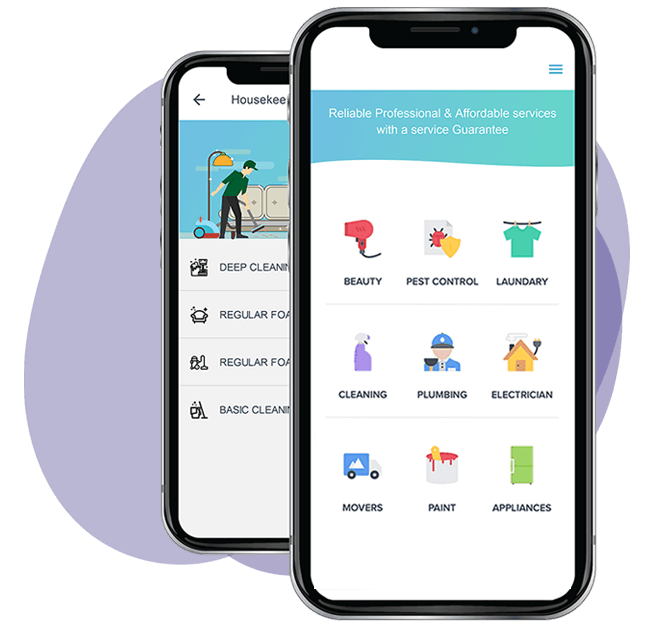 Housekee
DEEP CLEANIN
REGULAR FOA
REGULAR FOA
BASIC CLEANIN
Reliable Professional & Affordable services
with a service Guarantee
BEAUTY PEST CONTROL LAUNDARY
CLEANING PLUMBING ELECTRICIAN
MOVERS PAINT APPLIANCES